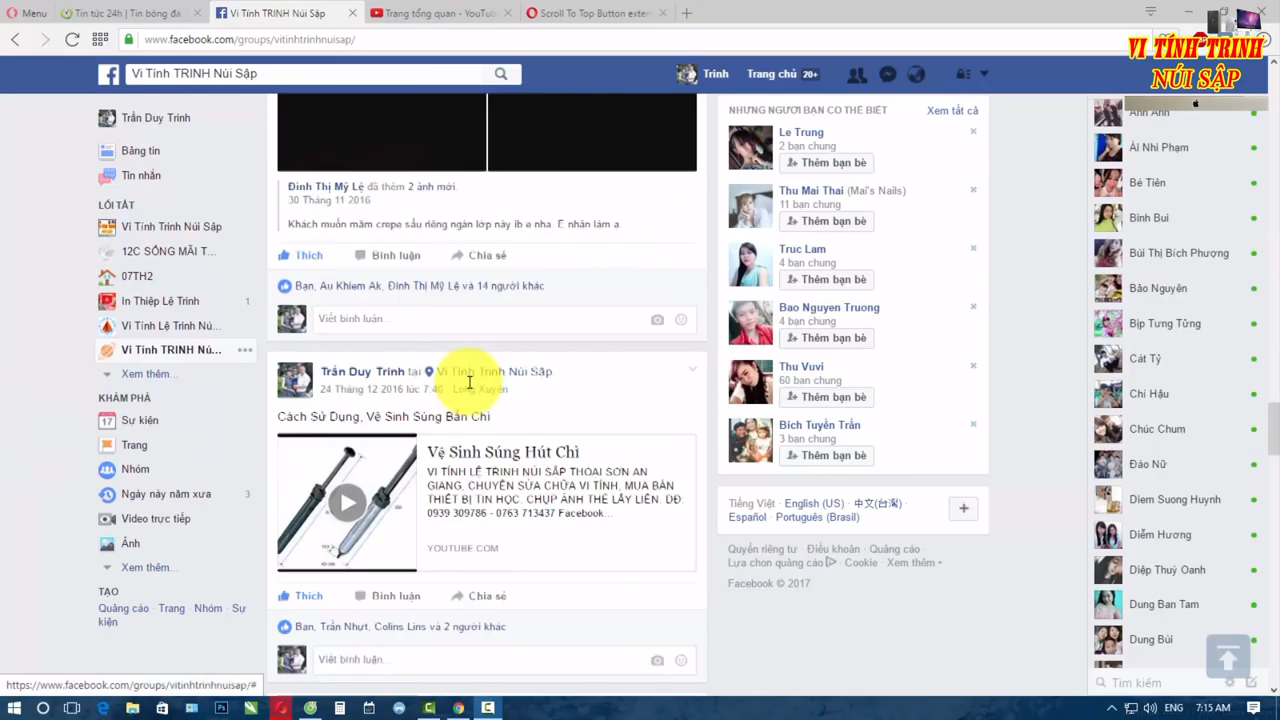 Menu
Tin tức 24h | Tin bóng đá
Vi Tính TRINH Núi Sập
Trang tổng quan - YouTube
Scroll To Top Button exten
www.facebook.com/groups/vitinhtrinhnuisap/
VI TÍNH-TRINH
NÚI SẬP
Vi Tính TRINH Núi Sập
Trinh
Trang chủ 20+
Trần Duy Trinh
Bảng tin
Tin nhắn
LỐI TẮT
Vi Tính Trinh Núi Sập
12C SỐNG MÃI T...
07TH2
In Thiệp Lệ Trinh 1
Vi Tính Lệ Trinh Nú...
Vi Tính TRINH Nú...
Xem thêm...
KHÁM PHÁ
Sự kiện
Trang
Nhóm
Ngày này năm xưa 3
Video trực tiếp
Ảnh
Xem thêm...
TẠO
Quảng cáo · Trang · Nhóm · Sự
kiện
https://www.facebook.com/groups/vitinhtrinhnuisap/#
Đinh Thị Mỹ Lệ đã thêm 2 ảnh mới.
30 Tháng 11 2016
Khách muốn mâm crepe sầu riêng ngàn lớp này ib e nha. E nhận làm ạ.
Thích Bình luận Chia sẻ
Bạn, Au Khiem Ak, Đinh Thị Mỹ Lệ và 14 người khác
Viết bình luận...
Trần Duy Trinh tại Vi Tính Trinh Núi Sập
24 Tháng 12 2016 lúc 7:40 · Long Xuyên
Cách Sử Dụng, Vệ Sinh Súng Bắn Chì
Vệ Sinh Súng Hút Chì
VI TÍNH LỆ TRINH NÚI SẬP THOẠI SƠN AN
GIANG, CHUYÊN SỬA CHỮA VI TÍNH, MUA BÁN
THIẾT BỊ TIN HỌC, CHỤP ẢNH THẺ LẤY LIỀN. DĐ:
0939 309786 - 0763 713437 Facebook...
YOUTUBE.COM
Thích Bình luận Chia sẻ
Bạn, Trần Nhựt, Colins Lins và 2 người khác
Viết bình luận...
NHỮNG NGƯỜI BẠN CÓ THỂ BIẾT Xem tất cả
Le Trung
2 bạn chung
Thêm bạn bè
Thu Mai Thai (Mai's Nails)
11 bạn chung
Thêm bạn bè
Truc Lam
4 bạn chung
Thêm bạn bè
Bao Nguyen Truong
4 bạn chung
Thêm bạn bè
Thu Vuvi
60 bạn chung
Thêm bạn bè
Bích Tuyền Trần
3 bạn chung
Thêm bạn bè
Tiếng Việt · English (US) · 中文(台灣) ·
Español · Português (Brasil)
Quyền riêng tư · Điều khoản · Quảng cáo ·
Lựa chọn quảng cáo · Cookie · Xem thêm
Facebook © 2017
Anh Anh
Ái Nhi Phạm
Bé Tiên
Binh Bui
Bùi Thị Bích Phượng
Bảo Nguyên
Bịp Tưng Tửng
Cát Tỷ
Chí Hậu
Chúc Chum
Đào Nữ
Diem Suong Huynh
Diễm Hương
Diệp Thuý Oanh
Dung Ban Tam
Dung Bùi
Tìm kiếm
ENG 7:15 AM